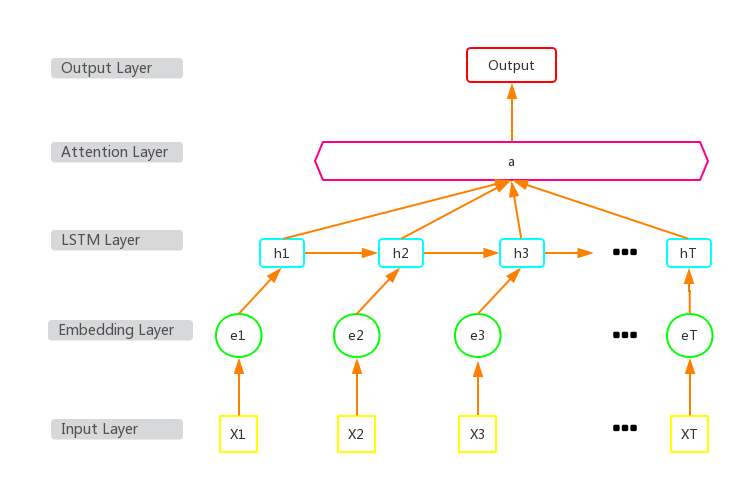 Output Layer
Output
Attention Layer
a
LSTM Layer
h1 h2 h3 hT
Embedding Layer
e1 e2 e3 eT
Input Layer
X1 X2 X3 XT